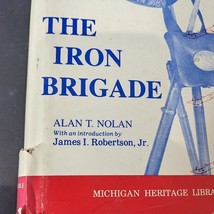 THE
IRON
BRIGADE
ALAN T. NOLAN
With an introduction by
James I. Robertson, Jr.
MICHIGAN HERITAGE LIBRA